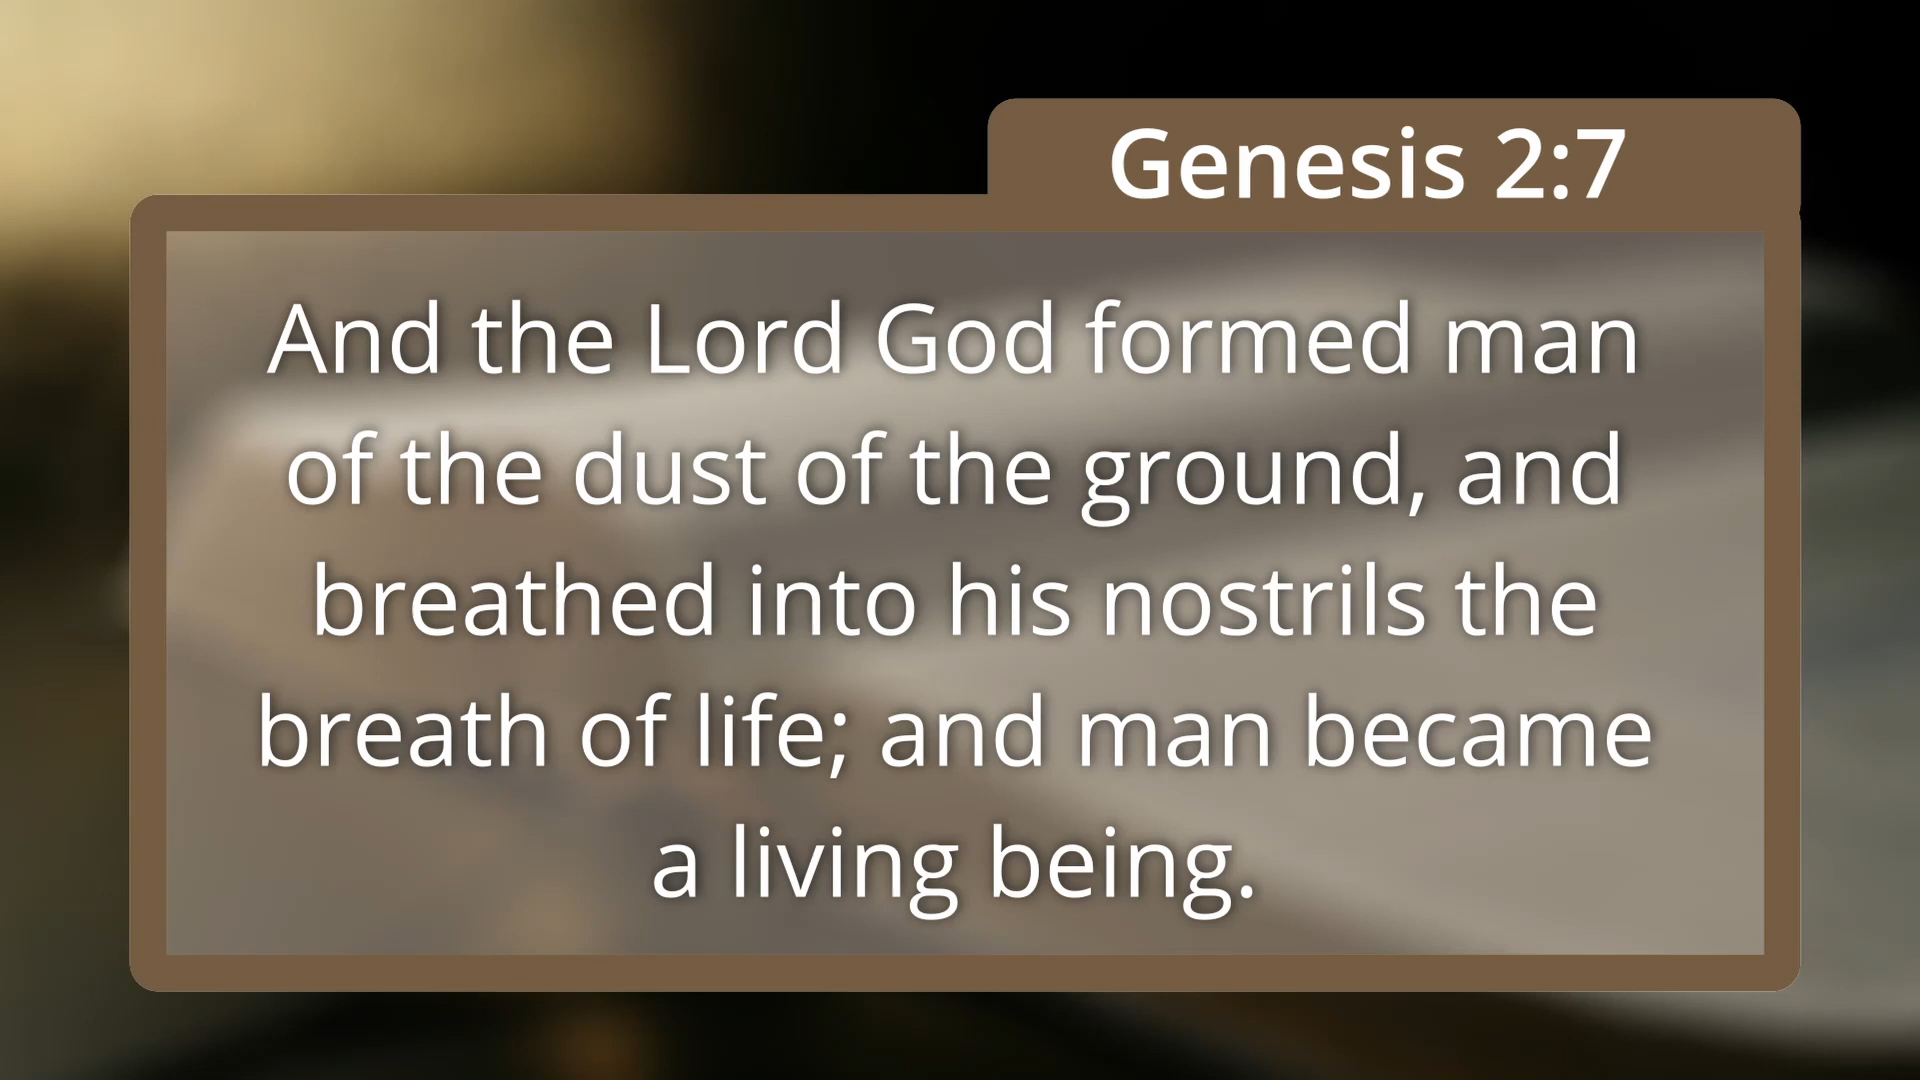 Genesis 2:7
And the Lord God formed man
of the dust of the ground, and
breathed into his nostrils the
breath of life; and man became
a living being.